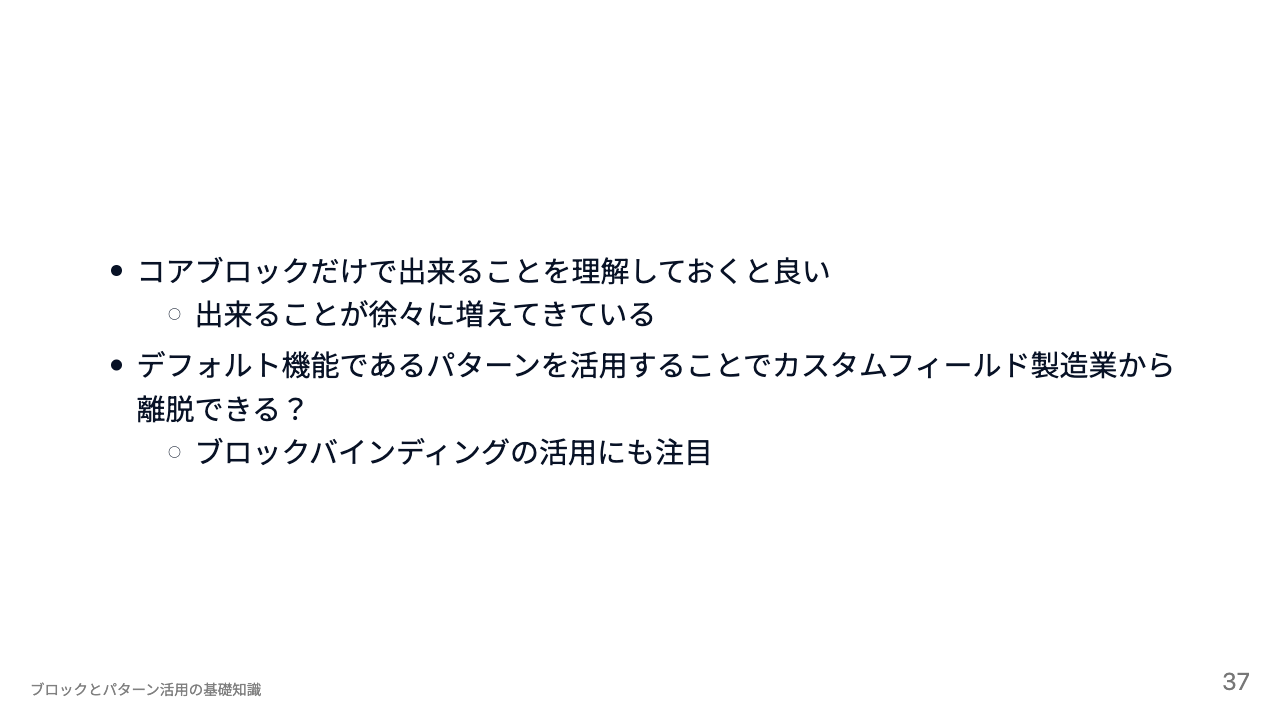 コアブロックだけで出来ることを理解しておくと良い
出来ることが徐々に増えてきている
デフォルト機能であるパターンを活用することでカスタムフィールド製造業から
離脱できる？
ブロックバインディングの活用にも注目
ブロックとパターン活用の基礎知識
37